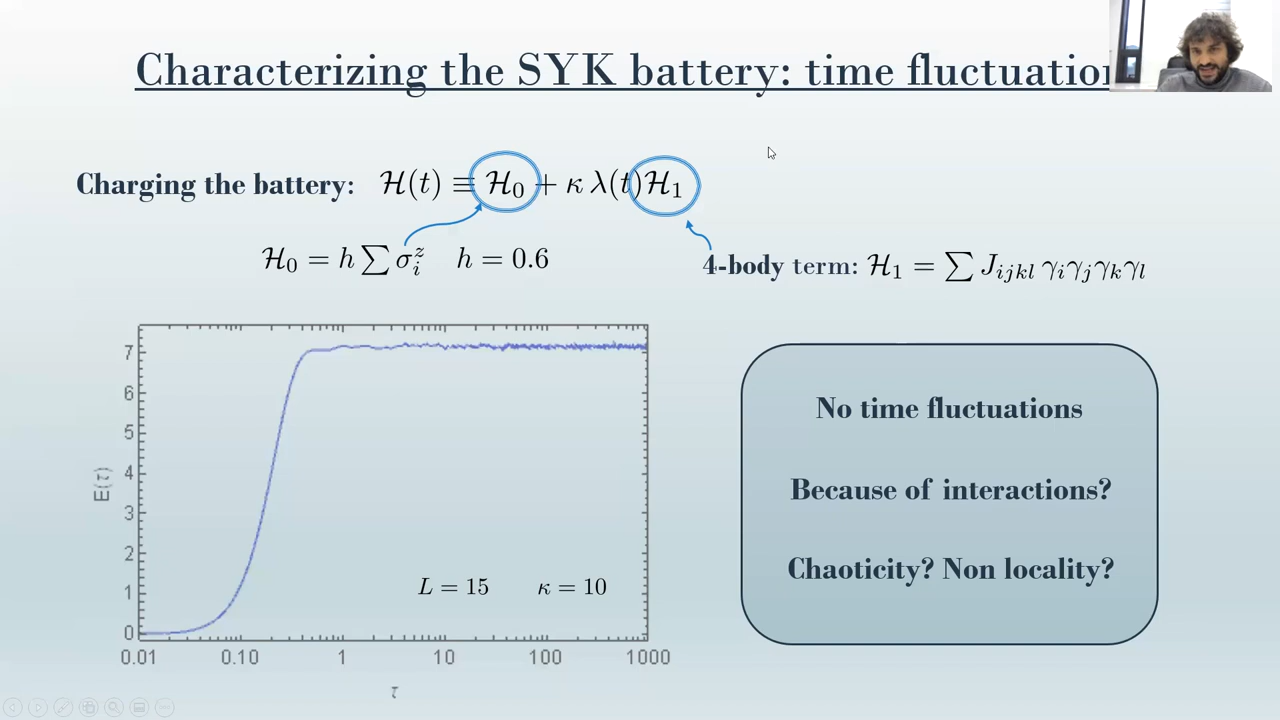 Characterizing the SYK battery: time fluctuation
Charging the battery: ℋ(t) ≡ ℋ₀ + κ λ(t)ℋ₁
ℋ₀ = h ∑ σᵢᶻ h = 0.6
4-body term: ℋ₁ = ∑ Jᵢⱼₖₗ γᵢγⱼγₖγₗ
E(τ)
7
6
5
4
3
2
1
0
L = 15 κ = 10
0.01 0.10 1 10 100 1000
τ
No time fluctuations
Because of interactions?
Chaoticity? Non locality?